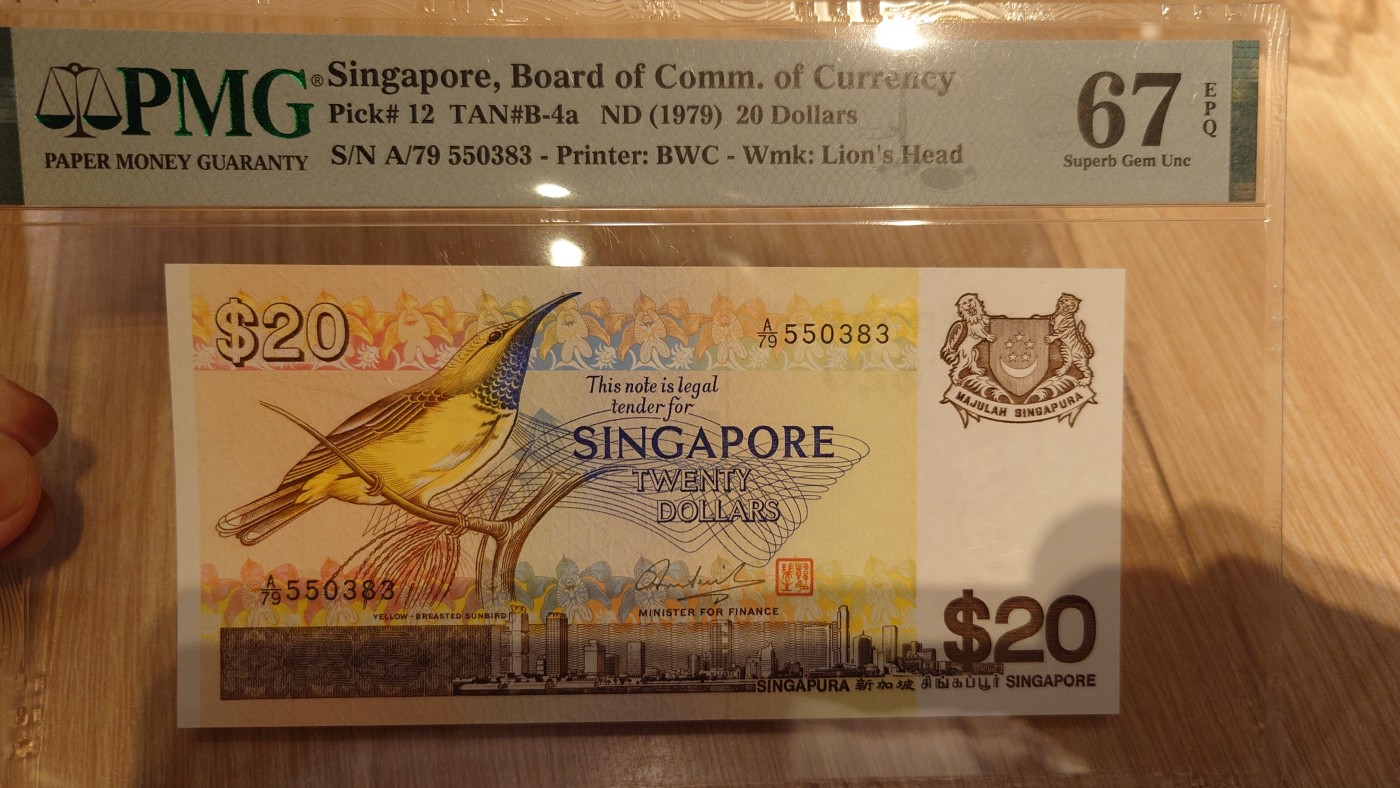 PMG® Singapore, Board of Comm. of Currency
Pick# 12 TAN#B-4a ND (1979) 20 Dollars
PAPER MONEY GUARANTY
S/N A/79 550383 - Printer: BWC - Wmk: Lion's Head
67 EPQ
Superb Gem Unc
$20
A/79 550383
This note is legal
tender for
SINGAPORE
TWENTY
DOLLARS
MAJULAH SINGAPURA
A/79 550383
YELLOW-BREASTED SUNBIRD
MINISTER FOR FINANCE
$20
SINGAPURA 新加坡 சிங்கப்பூர் SINGAPORE